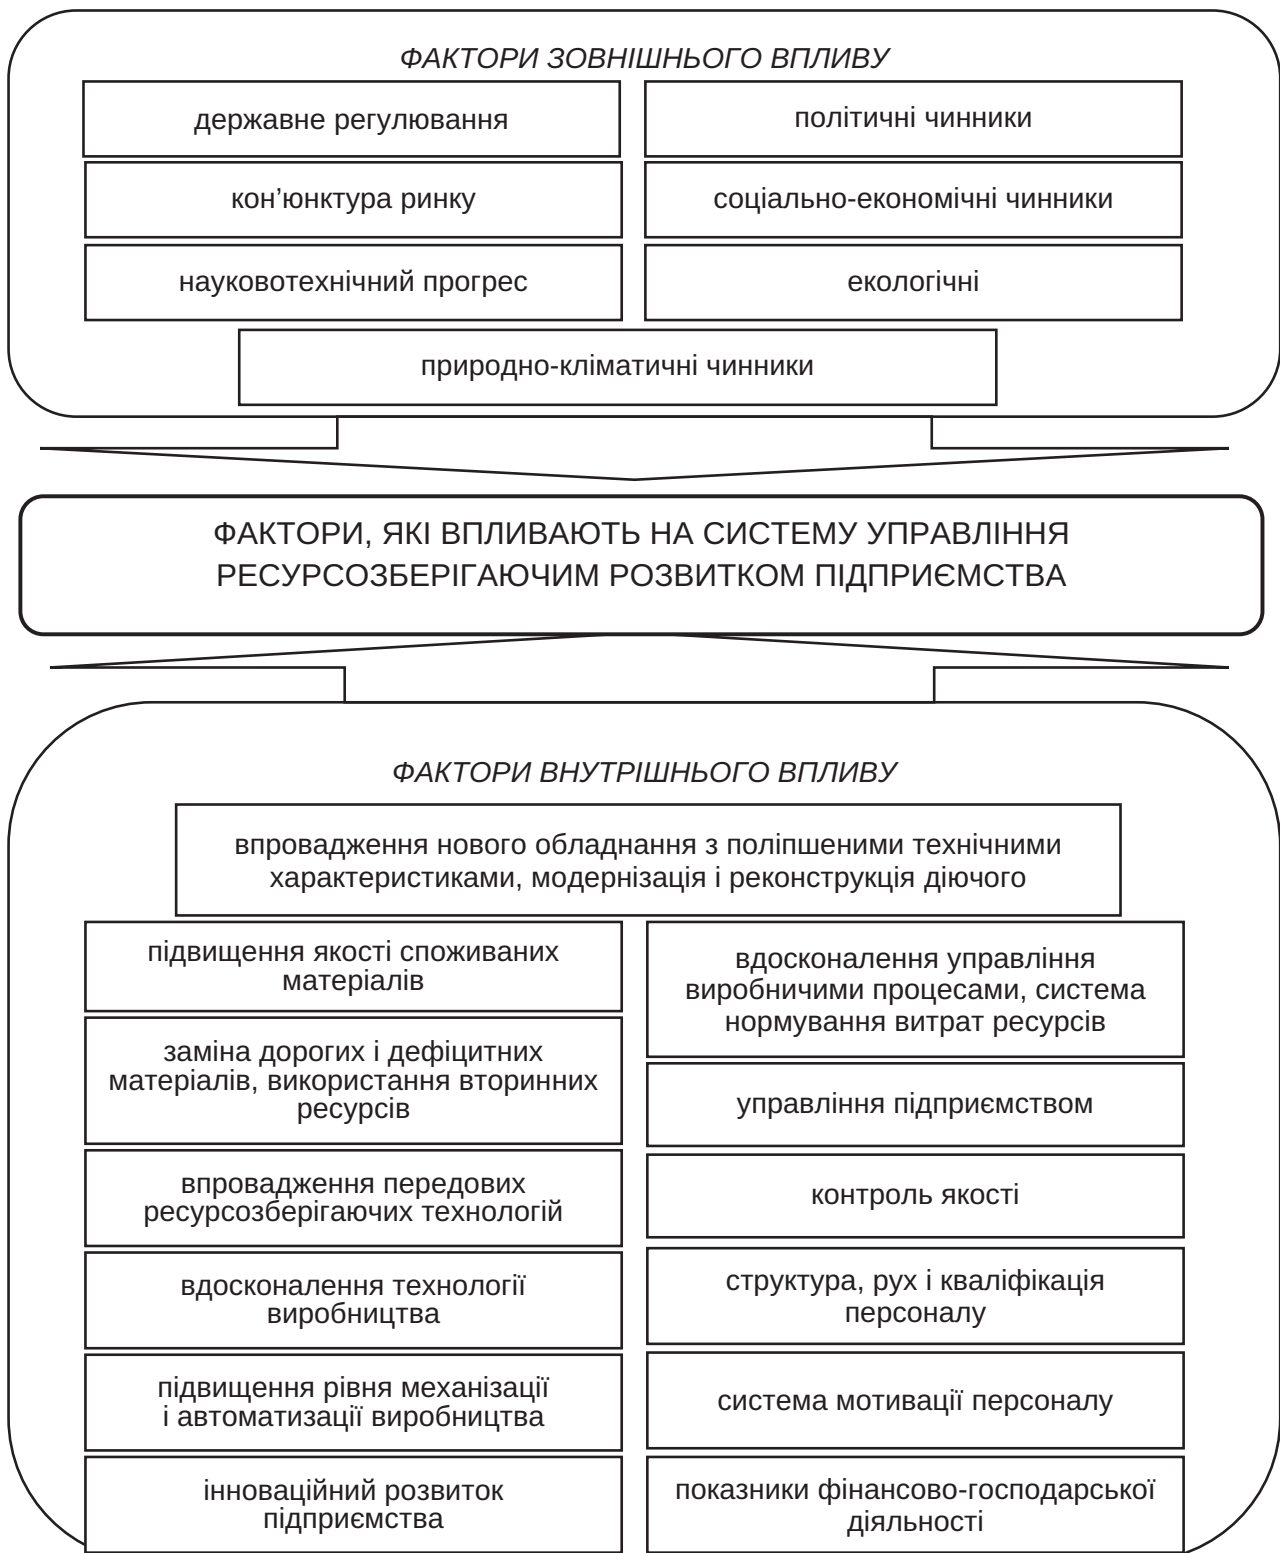 ФАКТОРИ ЗОВНІШНЬОГО ВПЛИВУ
державне регулювання
політичні чинники
кон’юнктура ринку
соціально-економічні чинники
науковотехнічний прогрес
екологічні
природно-кліматичні чинники
ФАКТОРИ, ЯКІ ВПЛИВАЮТЬ НА СИСТЕМУ УПРАВЛІННЯ
РЕСУРСОЗБЕРІГАЮЧИМ РОЗВИТКОМ ПІДПРИЄМСТВА
ФАКТОРИ ВНУТРІШНЬОГО ВПЛИВУ
впровадження нового обладнання з поліпшеними технічними
характеристиками, модернізація і реконструкція діючого
підвищення якості споживаних
матеріалів
заміна дорогих і дефіцитних
матеріалів, використання вторинних
ресурсів
впровадження передових
ресурсозберігаючих технологій
вдосконалення технології
виробництва
підвищення рівня механізації
і автоматизації виробництва
інноваційний розвиток
підприємства
вдосконалення управління
виробничими процесами, система
нормування витрат ресурсів
управління підприємством
контроль якості
структура, рух і кваліфікація
персоналу
система мотивації персоналу
показники фінансово-господарської
діяльності